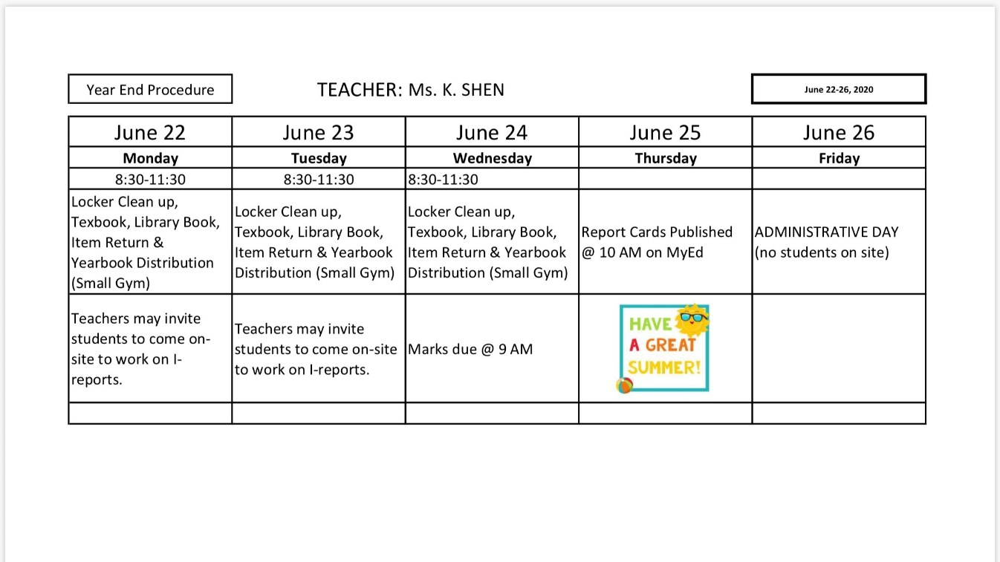 Year End Procedure
TEACHER: Ms. K. SHEN
June 22-26, 2020
June 22
June 23
June 24
June 25
June 26
Monday
Tuesday
Wednesday
Thursday
Friday
8:30-11:30
8:30-11:30
8:30-11:30
Locker Clean up,
Texbook, Library Book,
Item Return &
Yearbook Distribution
(Small Gym)
Locker Clean up,
Texbook, Library Book,
Item Return & Yearbook
Distribution (Small Gym)
Locker Clean up,
Texbook, Library Book,
Item Return & Yearbook
Distribution (Small Gym)
Report Cards Published
@ 10 AM on MyEd
ADMINISTRATIVE DAY
(no students on site)
Teachers may invite
students to come on-
site to work on I-
reports.
Teachers may invite
students to come on-site
to work on I-reports.
Marks due @ 9 AM
HAVE
A GREAT
SUMMER!